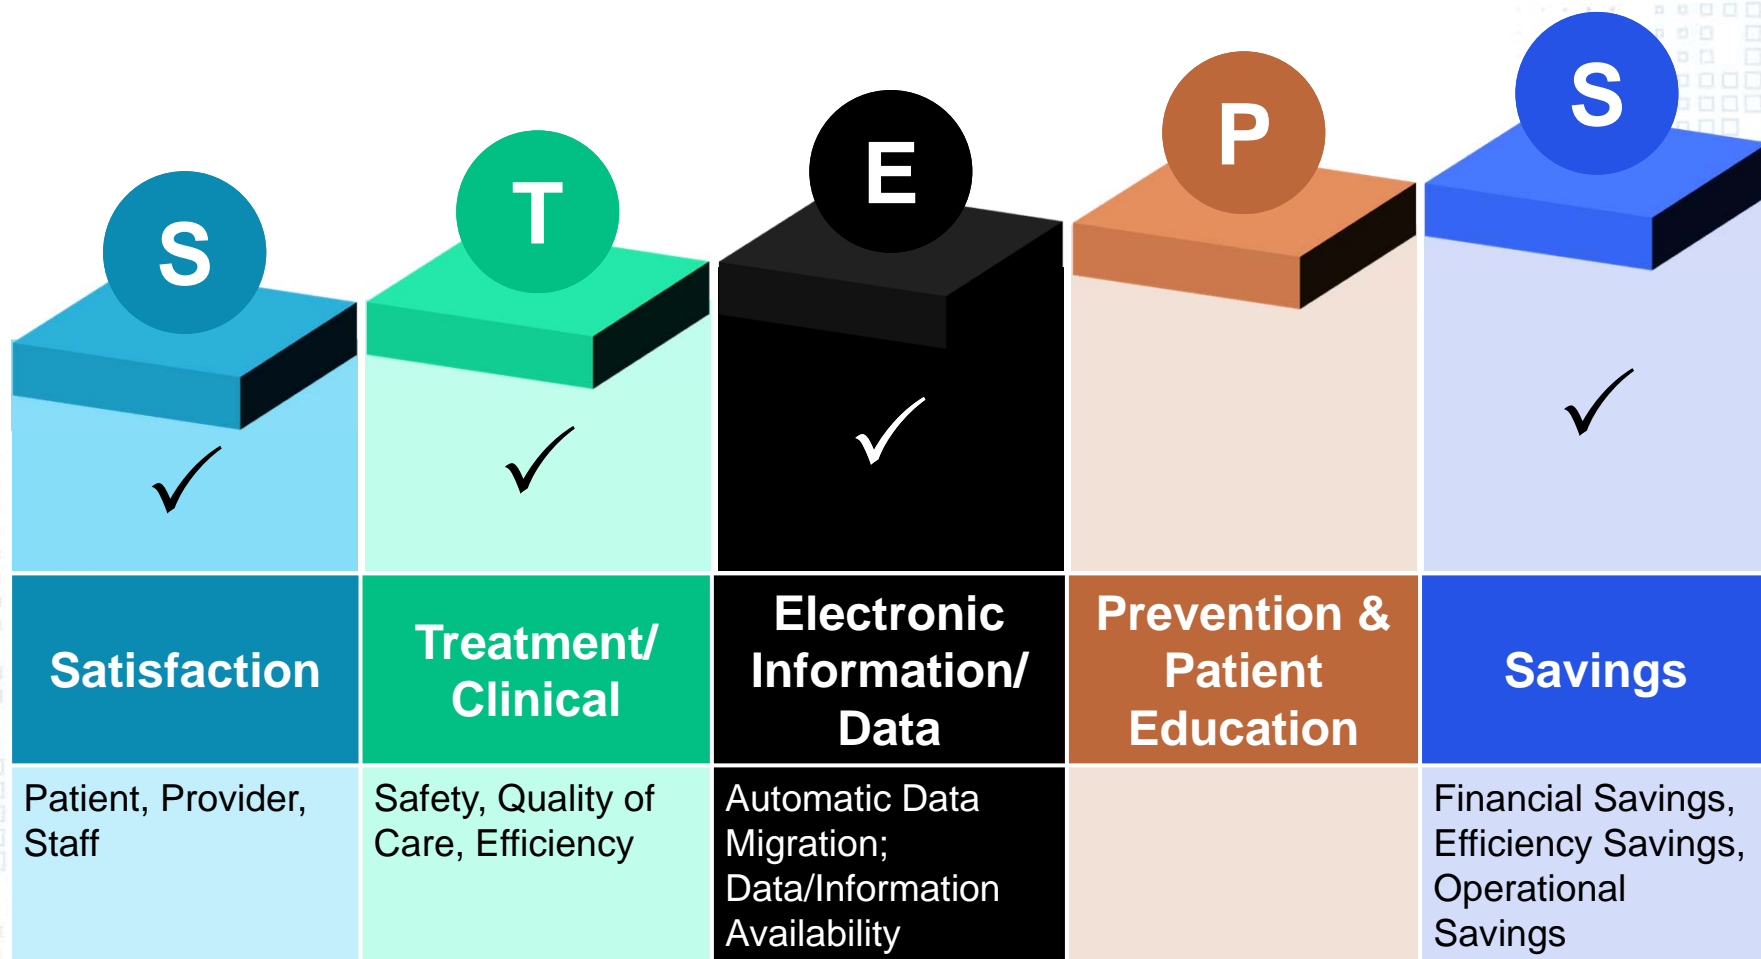 S
T
E
P
S
✓
✓
✓
✓
Satisfaction
Treatment/
Clinical
Electronic
Information/
Data
Prevention &
Patient
Education
Savings
Patient, Provider,
Staff
Safety, Quality of
Care, Efficiency
Automatic Data
Migration;
Data/Information
Availability
Financial Savings,
Efficiency Savings,
Operational
Savings